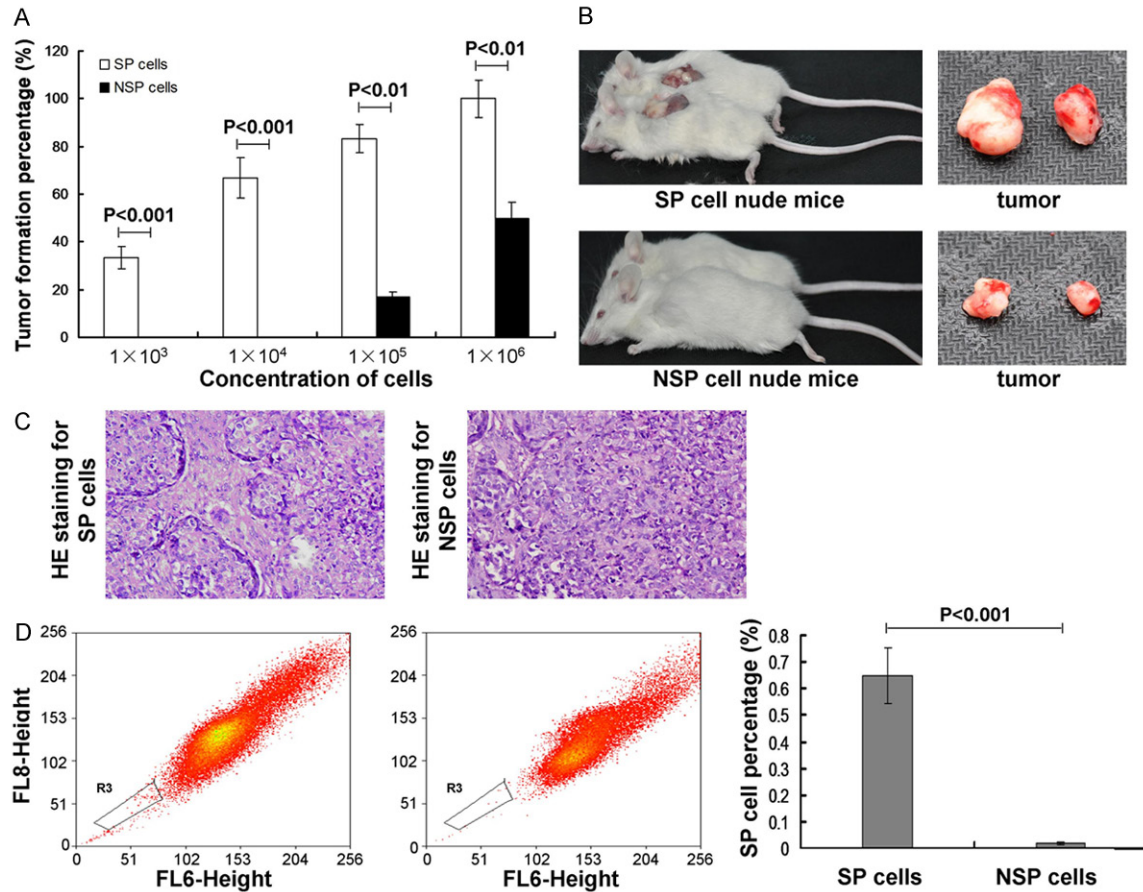 A
Tumor formation percentage (%)
120
100
80
60
40
20
0
SP cells
NSP cells
P<0.001
P<0.001
P<0.01
P<0.01
1×10³
1×10⁴
1×10⁵
1×10⁶
Concentration of cells
B
SP cell nude mice
tumor
NSP cell nude mice
tumor
C
HE staining for
SP cells
HE staining for
NSP cells
D
FL8-Height
256
204
153
102
51
0
R3
0
51
102
153
204
256
FL6-Height
256
204
153
102
51
0
R3
0
51
102
153
204
256
FL6-Height
SP cell percentage (%)
0.8
0.7
0.6
0.5
0.4
0.3
0.2
0.1
0
P<0.001
SP cells
NSP cells